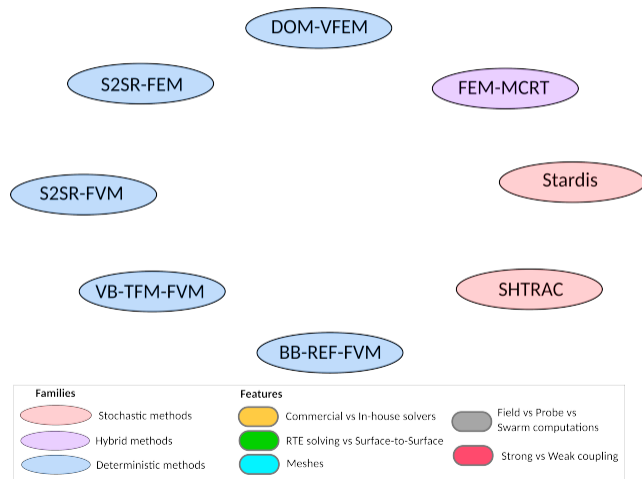 DOM-VFEM
S2SR-FEM
FEM-MCRT
Stardis
S2SR-FVM
VB-TFM-FVM
SHTRAC
BB-REF-FVM
Families
Stochastic methods
Hybrid methods
Deterministic methods
Features
Commercial vs In-house solvers
RTE solving vs Surface-to-Surface
Meshes
Field vs Probe vs
Swarm computations
Strong vs Weak coupling